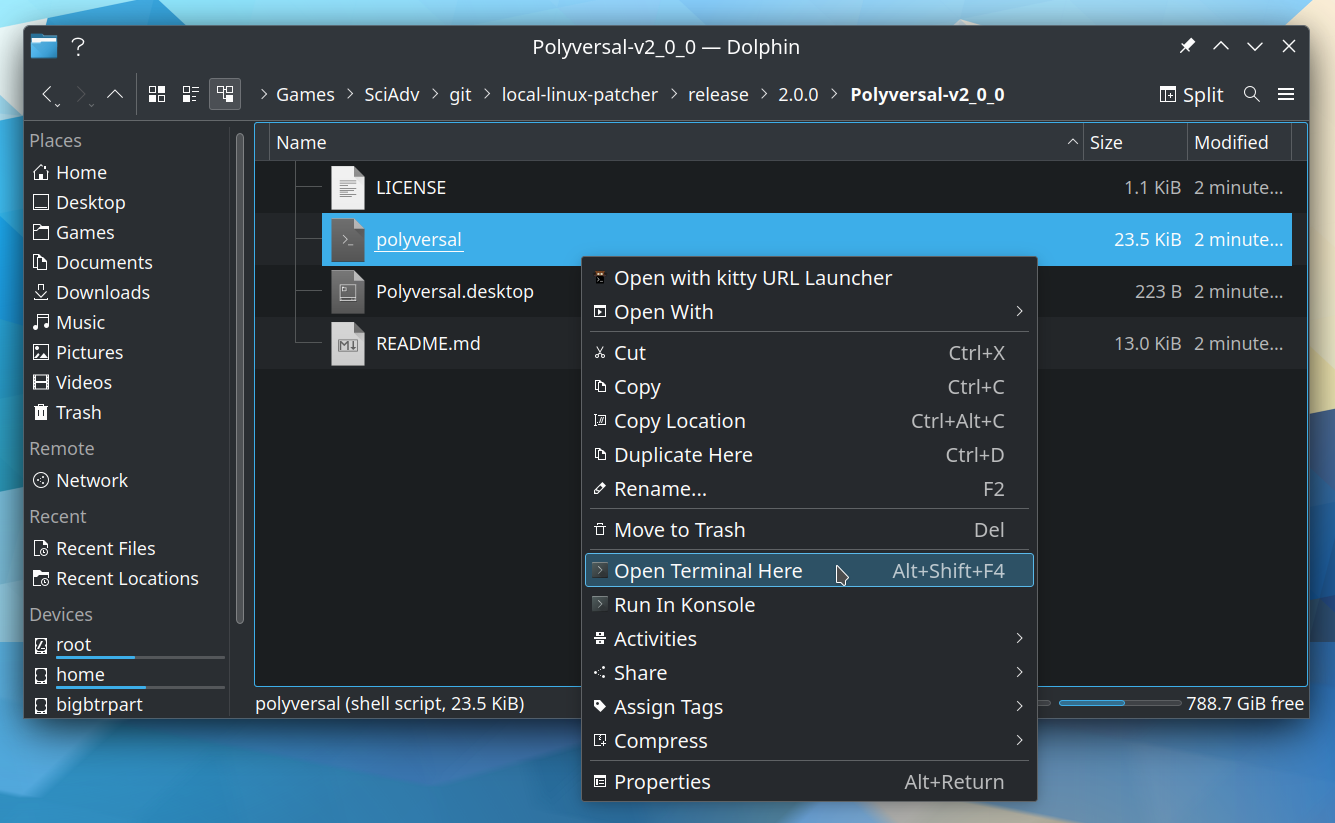 ? Polyversal-v2_0_0 — Dolphin
> Games > SciAdv > git > local-linux-patcher > release > 2.0.0 > Polyversal-v2_0_0 Split
Places
Home
Desktop
Games
Documents
Downloads
Music
Pictures
Videos
Trash
Remote
Network
Recent
Recent Files
Recent Locations
Devices
root
home
bigbtrpart
Name Size Modified
LICENSE 1.1 KiB 2 minute...
polyversal 23.5 KiB 2 minute...
Polyversal.desktop 223 B 2 minute...
README.md 13.0 KiB 2 minute...
Open with kitty URL Launcher
Open With
Cut Ctrl+X
Copy Ctrl+C
Copy Location Ctrl+Alt+C
Duplicate Here Ctrl+D
Rename... F2
Move to Trash Del
Open Terminal Here Alt+Shift+F4
Run In Konsole
Activities
Share
Assign Tags
Compress
Properties Alt+Return
polyversal (shell script, 23.5 KiB) 788.7 GiB free